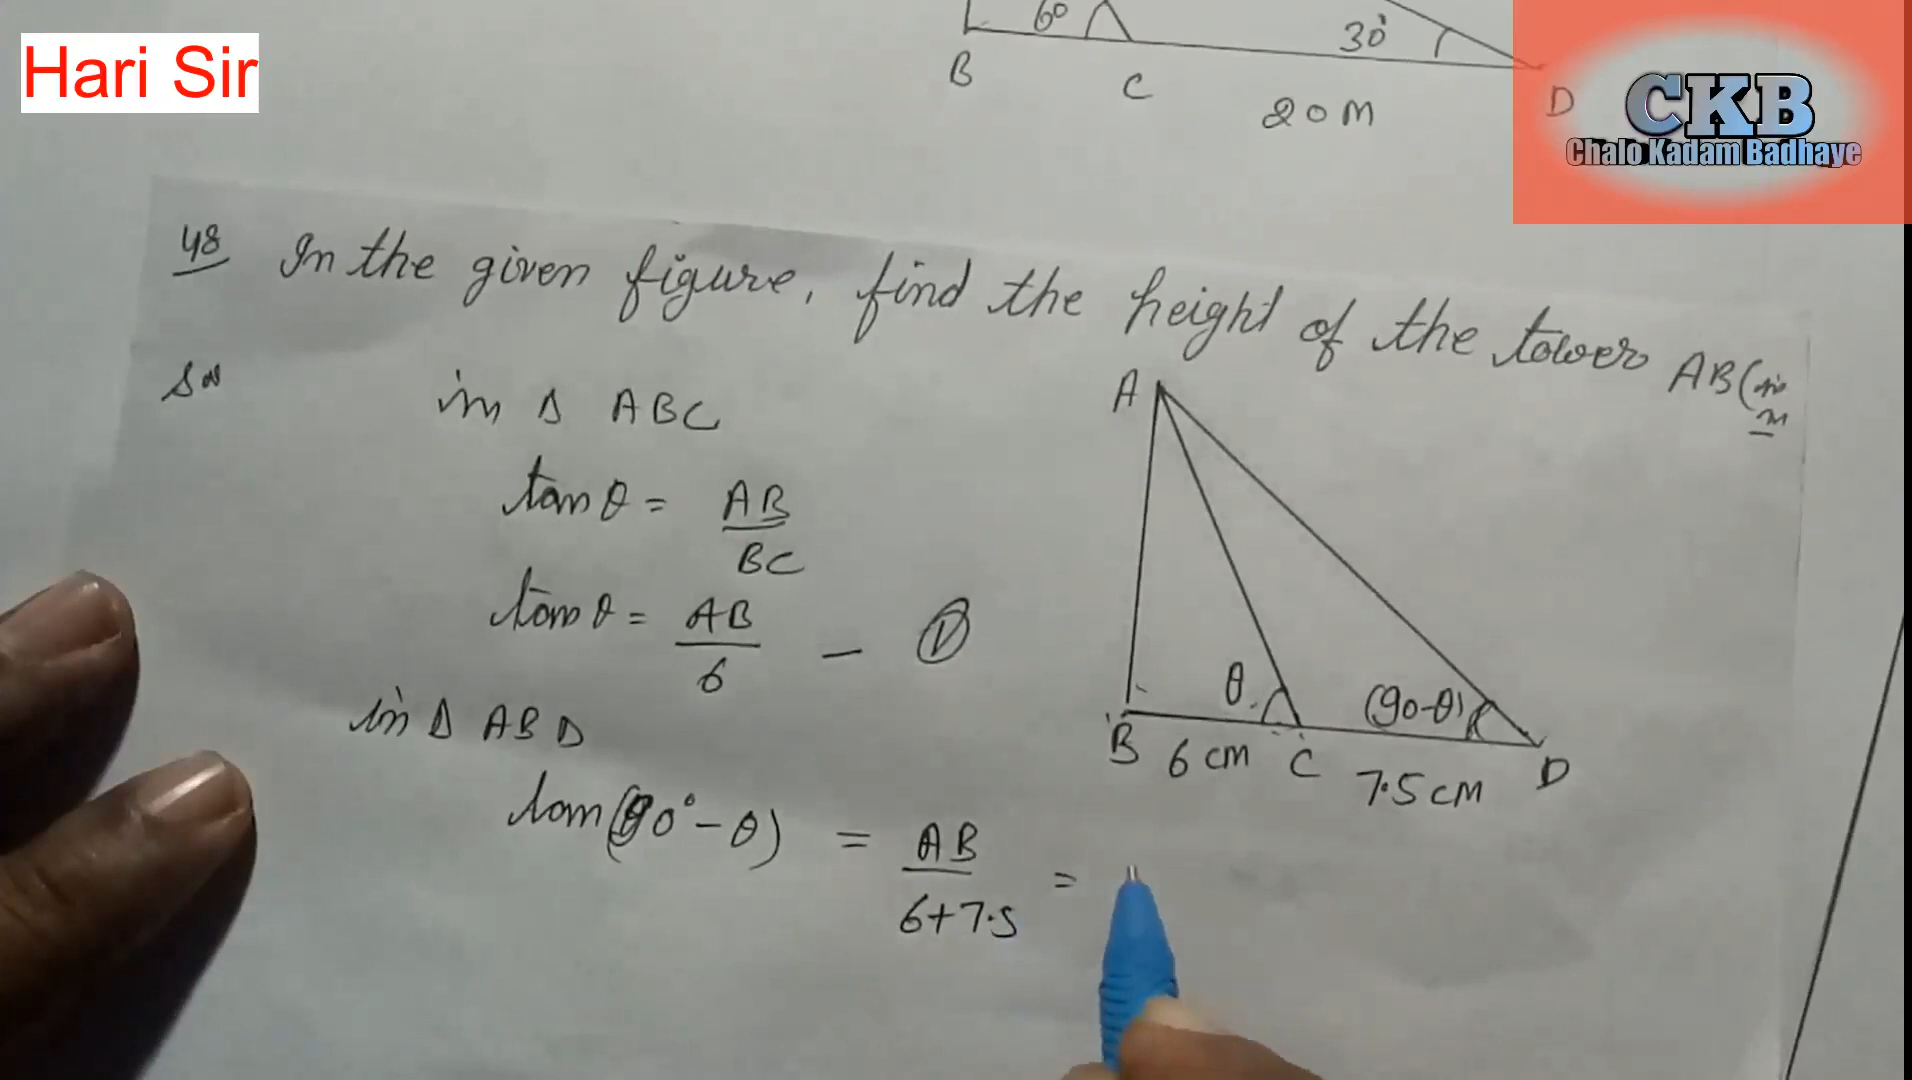 Hari Sir
60
30°
B
C
20 M
D
CKB
Chalo Kadam Badhaye
48 In the given figure, find the height of the tower AB (in m
Sol
in Δ ABC
tan θ = AB / BC
tan θ = AB / 6 - ①
in Δ ABD
tan(90° - θ) = AB / 6+7.5 =
A
θ
(90-θ)
B 6 cm C 7.5 cm D